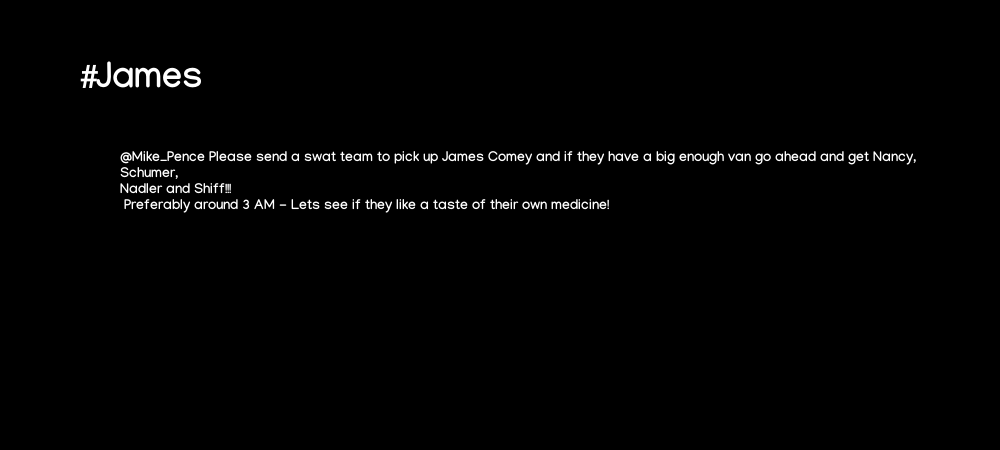 #James
@Mike_Pence Please send a swat team to pick up James Comey and if they have a big enough van go ahead and get Nancy,
Schumer,
Nadler and Shiff!!!
Preferably around 3 AM - Lets see if they like a taste of their own medicine!